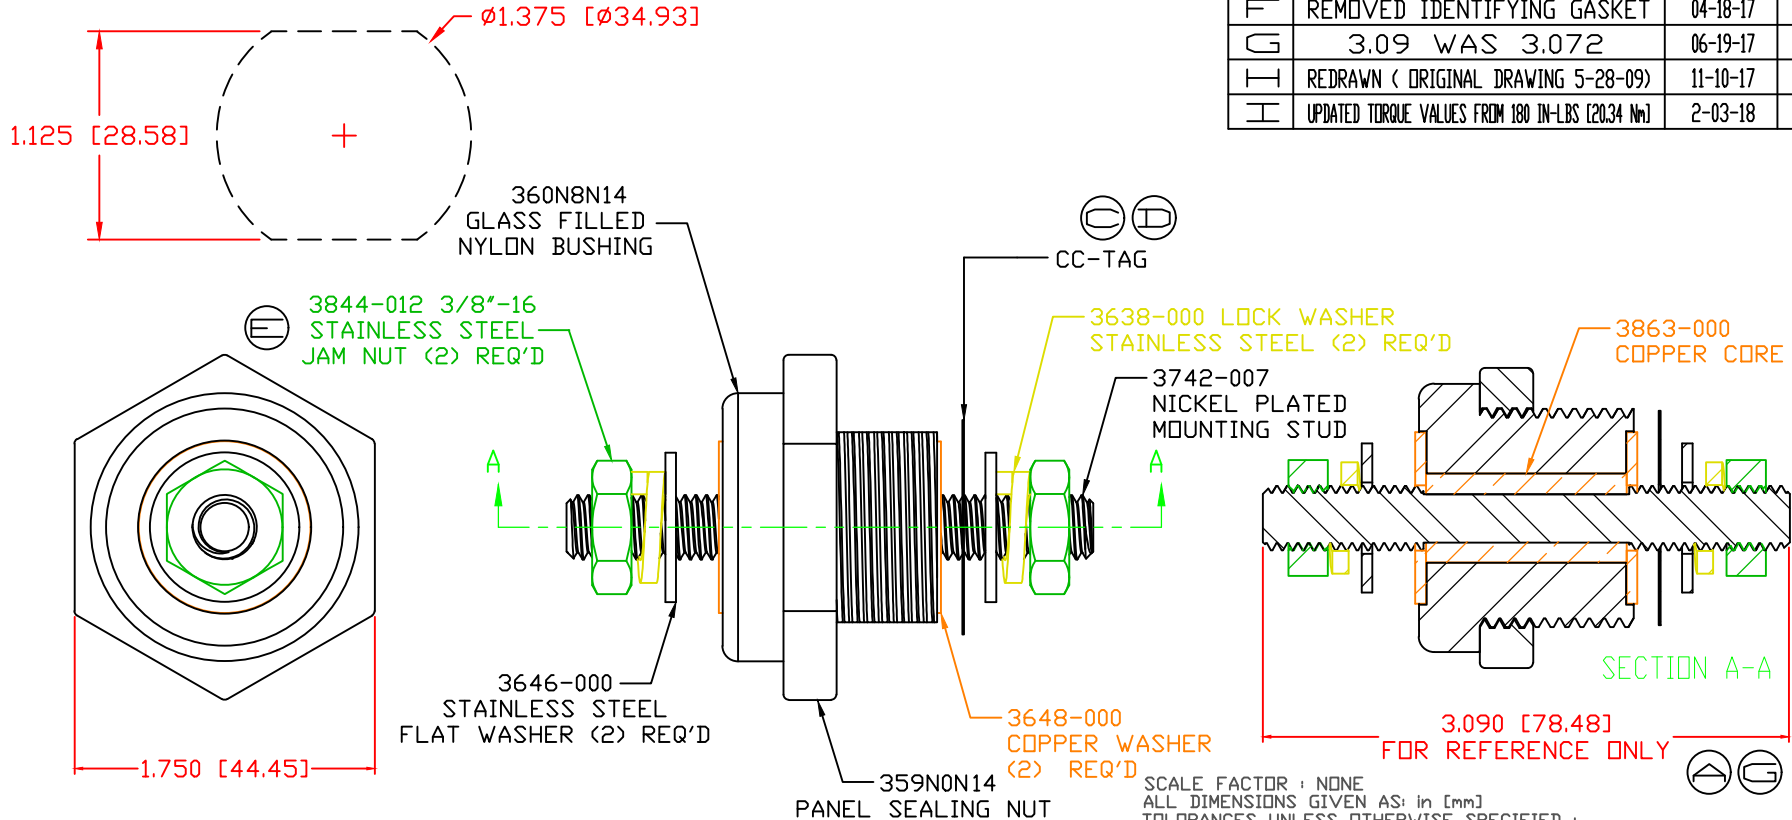 Ø1.375 [Ø34.93]
1.125 [28.58]
F REMOVED IDENTIFYING GASKET 04-18-17
G 3.09 WAS 3.072 06-19-17
H REDRAWN ( ORIGINAL DRAWING 5-28-09) 11-10-17
I UPDATED TORQUE VALUES FROM 180 IN-LBS [20.34 Nm] 2-03-18
360N8N14
GLASS FILLED
NYLON BUSHING
C D
CC-TAG
E
3844-012 3/8"-16
STAINLESS STEEL
JAM NUT (2) REQ'D
3638-000 LOCK WASHER
STAINLESS STEEL (2) REQ'D
3863-000
COPPER CORE
3742-007
NICKEL PLATED
MOUNTING STUD
A A
SECTION A-A
3646-000
STAINLESS STEEL
FLAT WASHER (2) REQ'D
3648-000
COPPER WASHER
(2) REQ'D
3.090 [78.48]
FOR REFERENCE ONLY
A G
1.750 [44.45]
359N0N14
PANEL SEALING NUT
SCALE FACTOR : NONE
ALL DIMENSIONS GIVEN AS: in [mm]
TOLORANCES UNLESS OTHERWISE SPECIFIED :